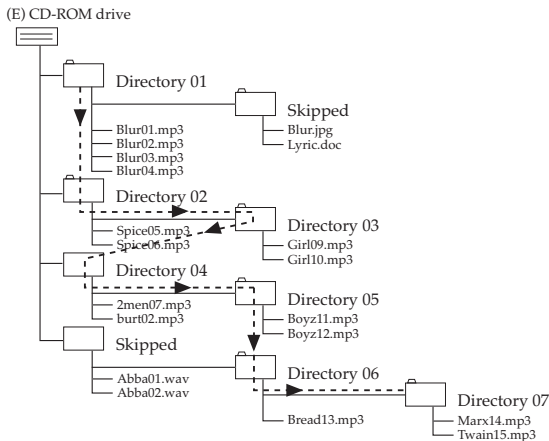 (E) CD-ROM drive
Directory 01
Skipped
Blur01.mp3
Blur02.mp3
Blur03.mp3
Blur04.mp3
Blur.jpg
Lyric.doc
Directory 02
Directory 03
Spice05.mp3
Spice06.mp3
Girl09.mp3
Girl10.mp3
Directory 04
Directory 05
2men07.mp3
burt02.mp3
Boyz11.mp3
Boyz12.mp3
Skipped
Directory 06
Abba01.wav
Abba02.wav
Directory 07
Bread13.mp3
Marx14.mp3
Twain15.mp3